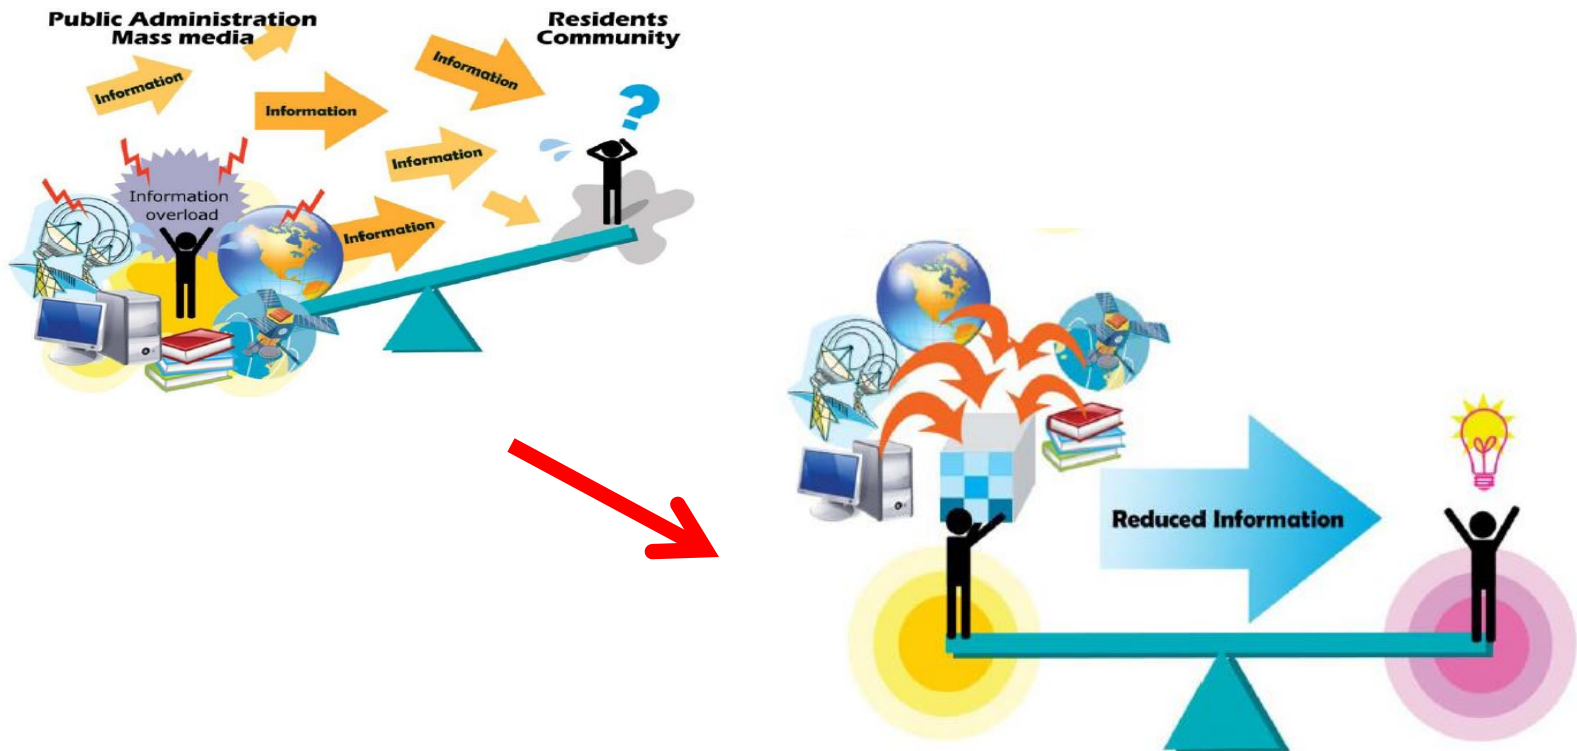 Public Administration
Mass media
Residents
Community
Information
Information
Information
Information
Information
Information
overload
Reduced Information